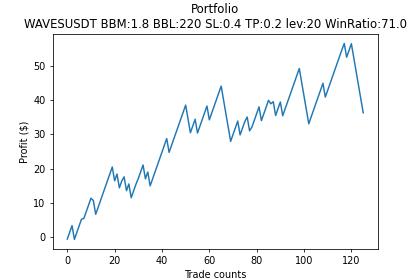 Portfolio
WAVESUSDT BBM:1.8 BBL:220 SL:0.4 TP:0.2 lev:20 WinRatio:71.0
Profit ($)
50
40
30
20
10
0
0 20 40 60 80 100 120
Trade counts